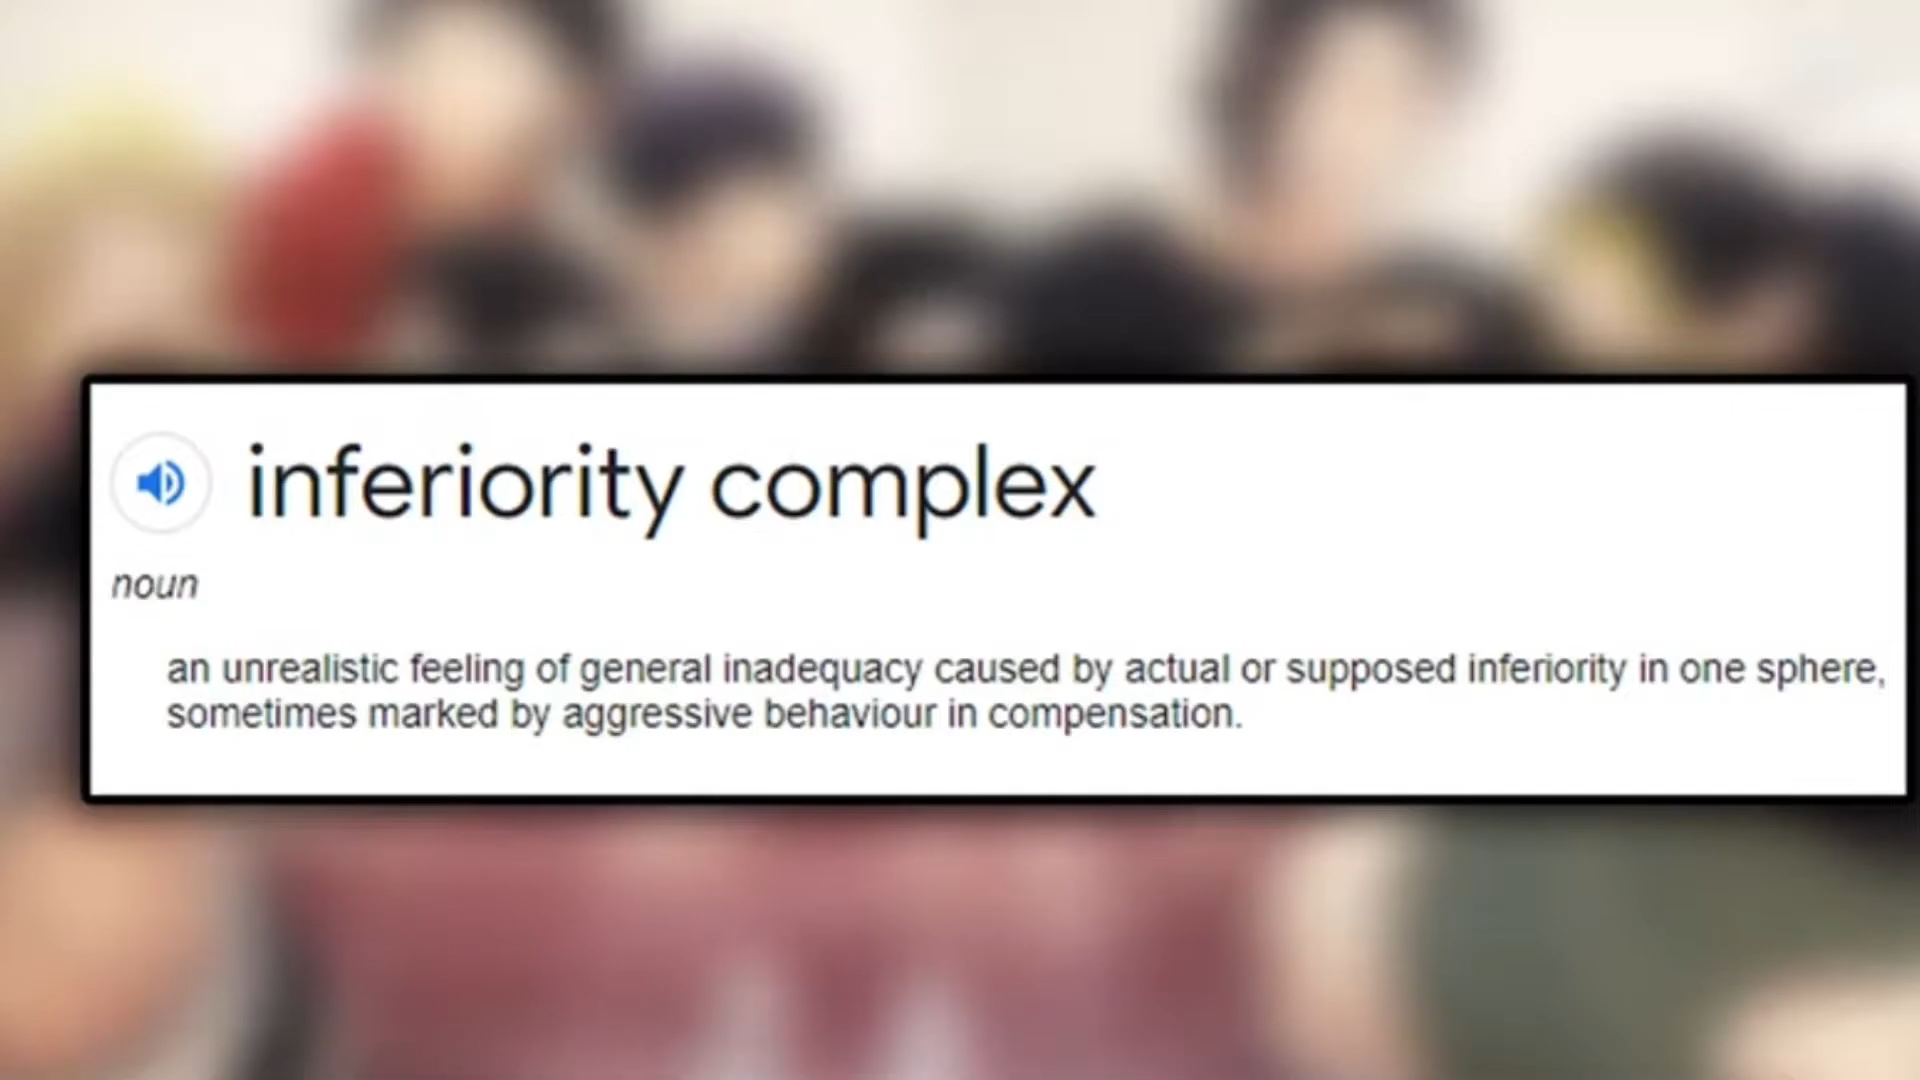 inferiority complex
noun
an unrealistic feeling of general inadequacy caused by actual or supposed inferiority in one sphere,
sometimes marked by aggressive behaviour in compensation.